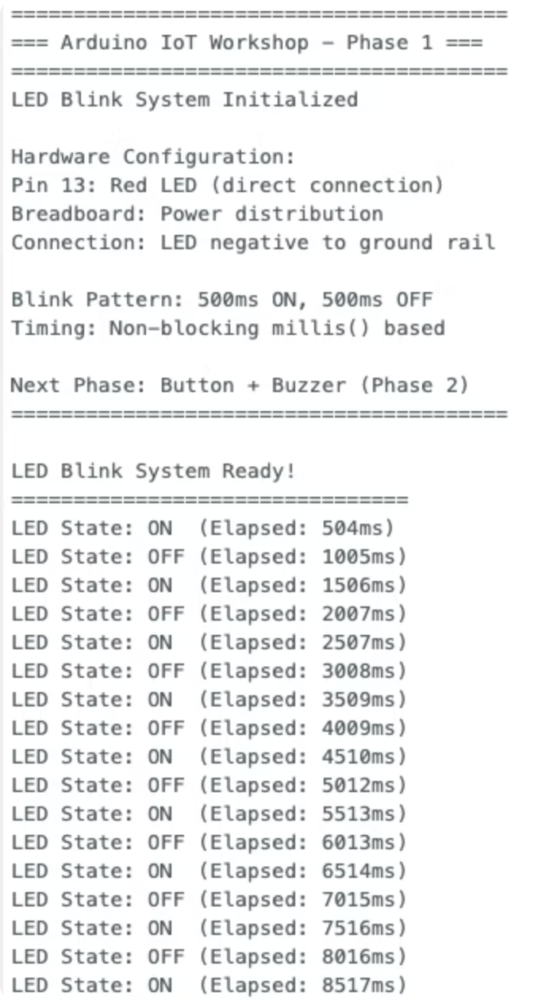 ========================================
=== Arduino IoT Workshop – Phase 1 ===
========================================
LED Blink System Initialized
Hardware Configuration:
Pin 13: Red LED (direct connection)
Breadboard: Power distribution
Connection: LED negative to ground rail
Blink Pattern: 500ms ON, 500ms OFF
Timing: Non–blocking millis() based
Next Phase: Button + Buzzer (Phase 2)
========================================
LED Blink System Ready!
================================
LED State: ON  (Elapsed: 504ms)
LED State: OFF (Elapsed: 1005ms)
LED State: ON  (Elapsed: 1506ms)
LED State: OFF (Elapsed: 2007ms)
LED State: ON  (Elapsed: 2507ms)
LED State: OFF (Elapsed: 3008ms)
LED State: ON  (Elapsed: 3509ms)
LED State: OFF (Elapsed: 4009ms)
LED State: ON  (Elapsed: 4510ms)
LED State: OFF (Elapsed: 5012ms)
LED State: ON  (Elapsed: 5513ms)
LED State: OFF (Elapsed: 6013ms)
LED State: ON  (Elapsed: 6514ms)
LED State: OFF (Elapsed: 7015ms)
LED State: ON  (Elapsed: 7516ms)
LED State: OFF (Elapsed: 8016ms)
LED State: ON  (Elapsed: 8517ms)